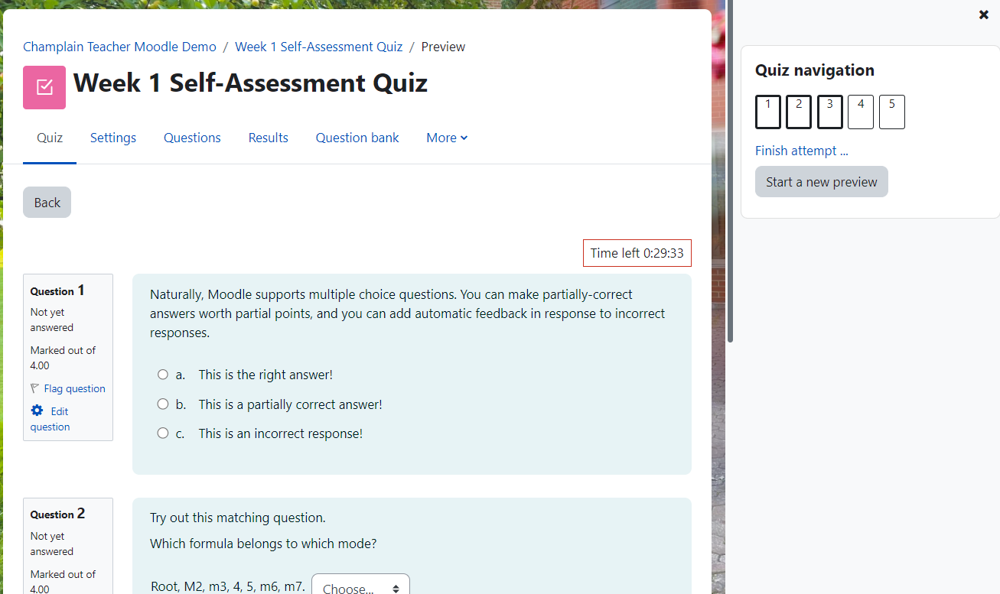 Champlain Teacher Moodle Demo / Week 1 Self-Assessment Quiz / Preview
Week 1 Self-Assessment Quiz
Quiz Settings Questions Results Question bank More
Back
Time left 0:29:33
Question 1
Not yet
answered
Marked out of
4.00
Flag question
Edit
question
Naturally, Moodle supports multiple choice questions. You can make partially-correct
answers worth partial points, and you can add automatic feedback in response to incorrect
responses.
a. This is the right answer!
b. This is a partially correct answer!
c. This is an incorrect response!
Question 2
Not yet
answered
Marked out of
4.00
Try out this matching question.
Which formula belongs to which mode?
Root, M2, m3, 4, 5, m6, m7. Choose...
Quiz navigation
1 2 3 4 5
Finish attempt ...
Start a new preview